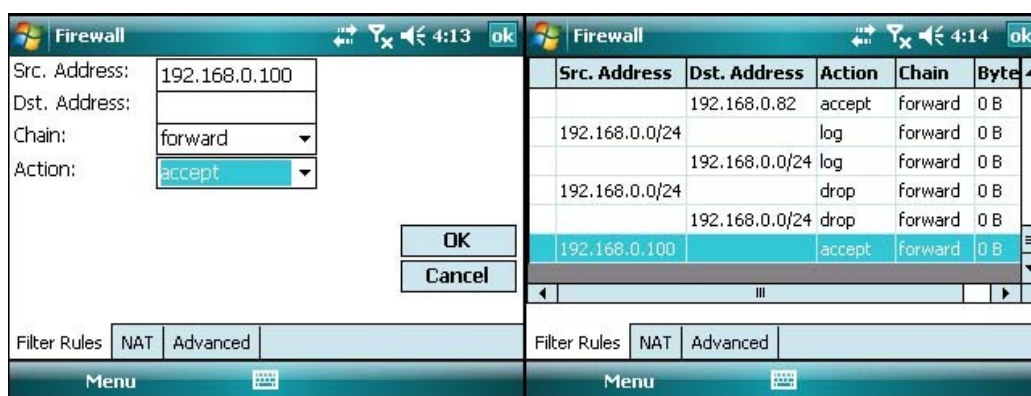 Firewall 4:13 ok
Src. Address: 192.168.0.100
Dst. Address:
Chain: forward
Action: accept
OK
Cancel
Filter Rules NAT Advanced
Menu
Firewall 4:14 ok
Src. Address Dst. Address Action Chain Byte
192.168.0.82 accept forward 0 B
192.168.0.0/24 log forward 0 B
192.168.0.0/24 log forward 0 B
192.168.0.0/24 drop forward 0 B
192.168.0.0/24 drop forward 0 B
192.168.0.100 accept forward 0 B
Filter Rules NAT Advanced
Menu